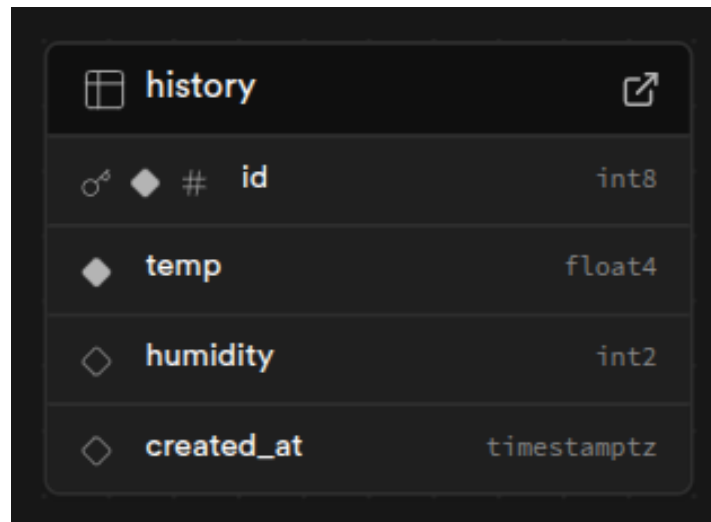 history
# id int8
temp float4
humidity int2
created_at timestamptz